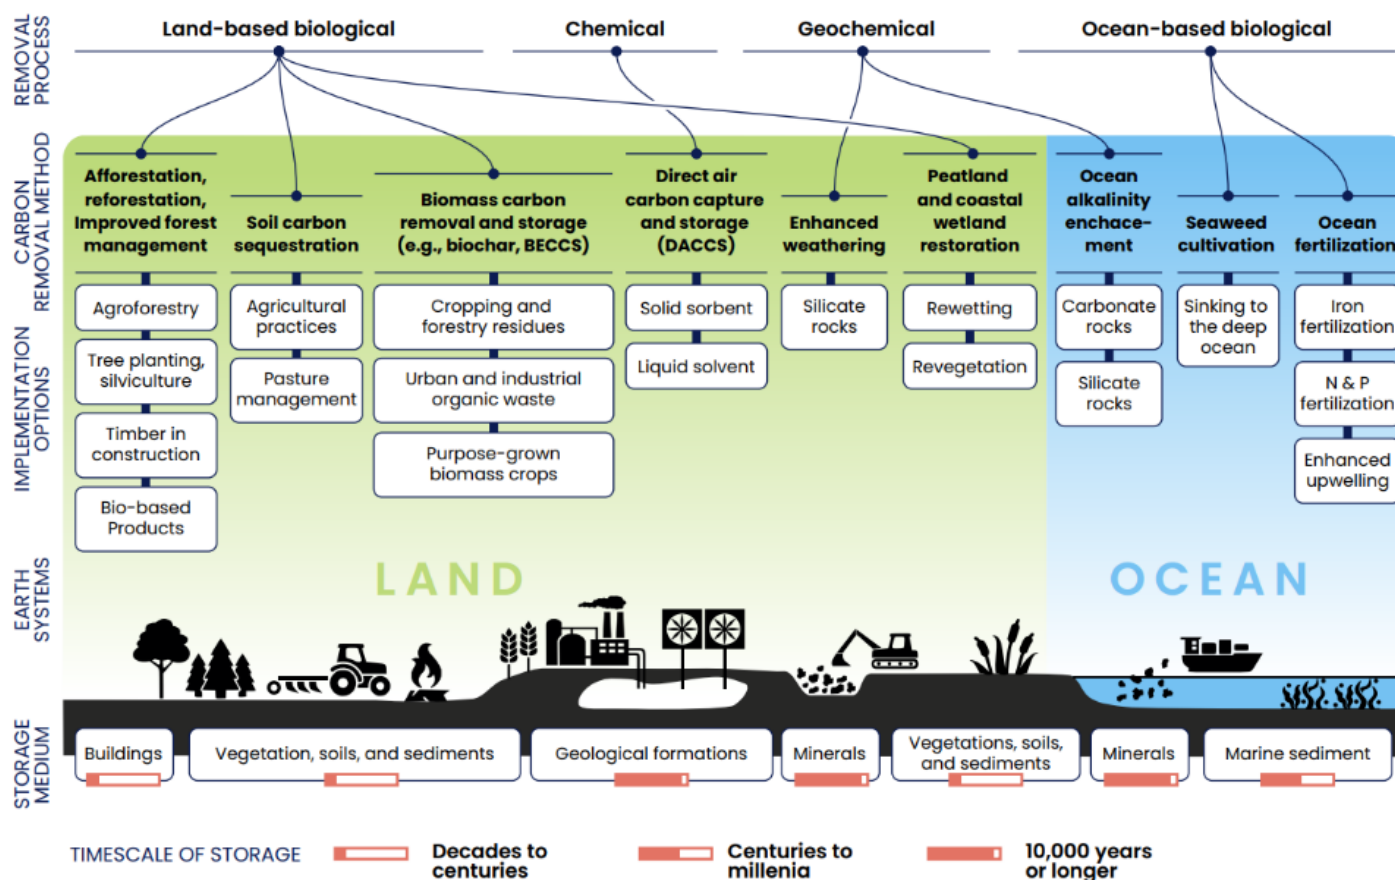 REMOVAL
PROCESS
Land-based biological
Chemical
Geochemical
Ocean-based biological
CARBON
REMOVAL METHOD
Afforestation,
reforestation,
Improved forest
management
Soil carbon
sequestration
Biomass carbon
removal and storage
(e.g., biochar, BECCS)
Direct air
carbon capture
and storage
(DACCS)
Enhanced
weathering
Peatland
and coastal
wetland
restoration
Ocean
alkalinity
enchace-
ment
Seaweed
cultivation
Ocean
fertilization
IMPLEMENTATION
OPTIONS
Agroforestry
Tree planting,
silviculture
Timber in
construction
Bio-based
Products
Agricultural
practices
Pasture
management
Cropping and
forestry residues
Urban and industrial
organic waste
Purpose-grown
biomass crops
Solid sorbent
Liquid solvent
Silicate
rocks
Rewetting
Revegetation
Carbonate
rocks
Silicate
rocks
Sinking to
the deep
ocean
Iron
fertilization
N & P
fertilization
Enhanced
upwelling
EARTH
SYSTEMS
LAND
OCEAN
STORAGE
MEDIUM
Buildings
Vegetation, soils, and sediments
Geological formations
Minerals
Vegetations, soils,
and sediments
Minerals
Marine sediment
TIMESCALE OF STORAGE
Decades to
centuries
Centuries to
millenia
10,000 years
or longer